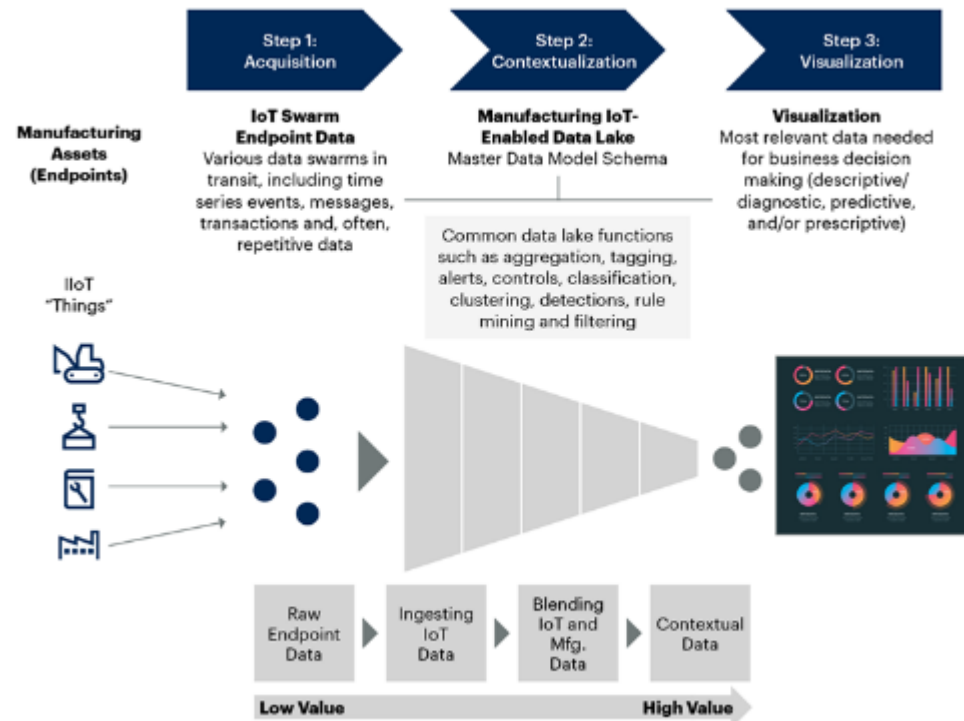 Step 1:
Acquisition
Step 2:
Contextualization
Step 3:
Visualization
Manufacturing
Assets
(Endpoints)
IoT Swarm
Endpoint Data
Various data swarms in
transit, including time
series events, messages,
transactions and, often,
repetitive data
Manufacturing IoT-
Enabled Data Lake
Master Data Model Schema
Visualization
Most relevant data needed
for business decision
making (descriptive/
diagnostic, predictive,
and/or prescriptive)
Common data lake functions
such as aggregation, tagging,
alerts, controls, classification,
clustering, detections, rule
mining and filtering
IIoT
"Things"
Raw
Endpoint
Data
Ingesting
IoT
Data
Blending
IoT and
Mfg.
Data
Contextual
Data
Low Value
High Value